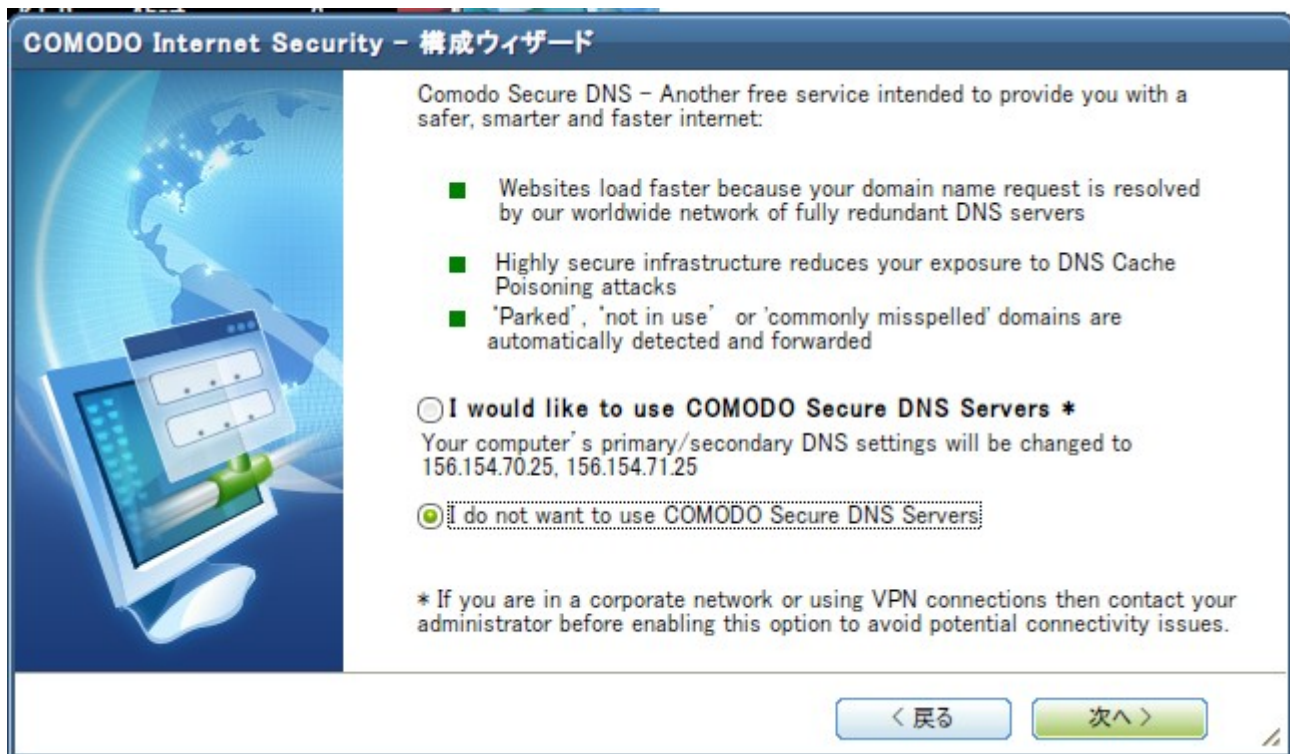 COMODO Internet Security - 構成ウィザード
Comodo Secure DNS - Another free service intended to provide you with a
safer, smarter and faster internet:
Websites load faster because your domain name request is resolved
by our worldwide network of fully redundant DNS servers
Highly secure infrastructure reduces your exposure to DNS Cache
Poisoning attacks
'Parked', 'not in use' or 'commonly misspelled' domains are
automatically detected and forwarded
I would like to use COMODO Secure DNS Servers *
Your computer's primary/secondary DNS settings will be changed to
156.154.70.25, 156.154.71.25
I do not want to use COMODO Secure DNS Servers
* If you are in a corporate network or using VPN connections then contact your
administrator before enabling this option to avoid potential connectivity issues.
< 戻る
次へ >